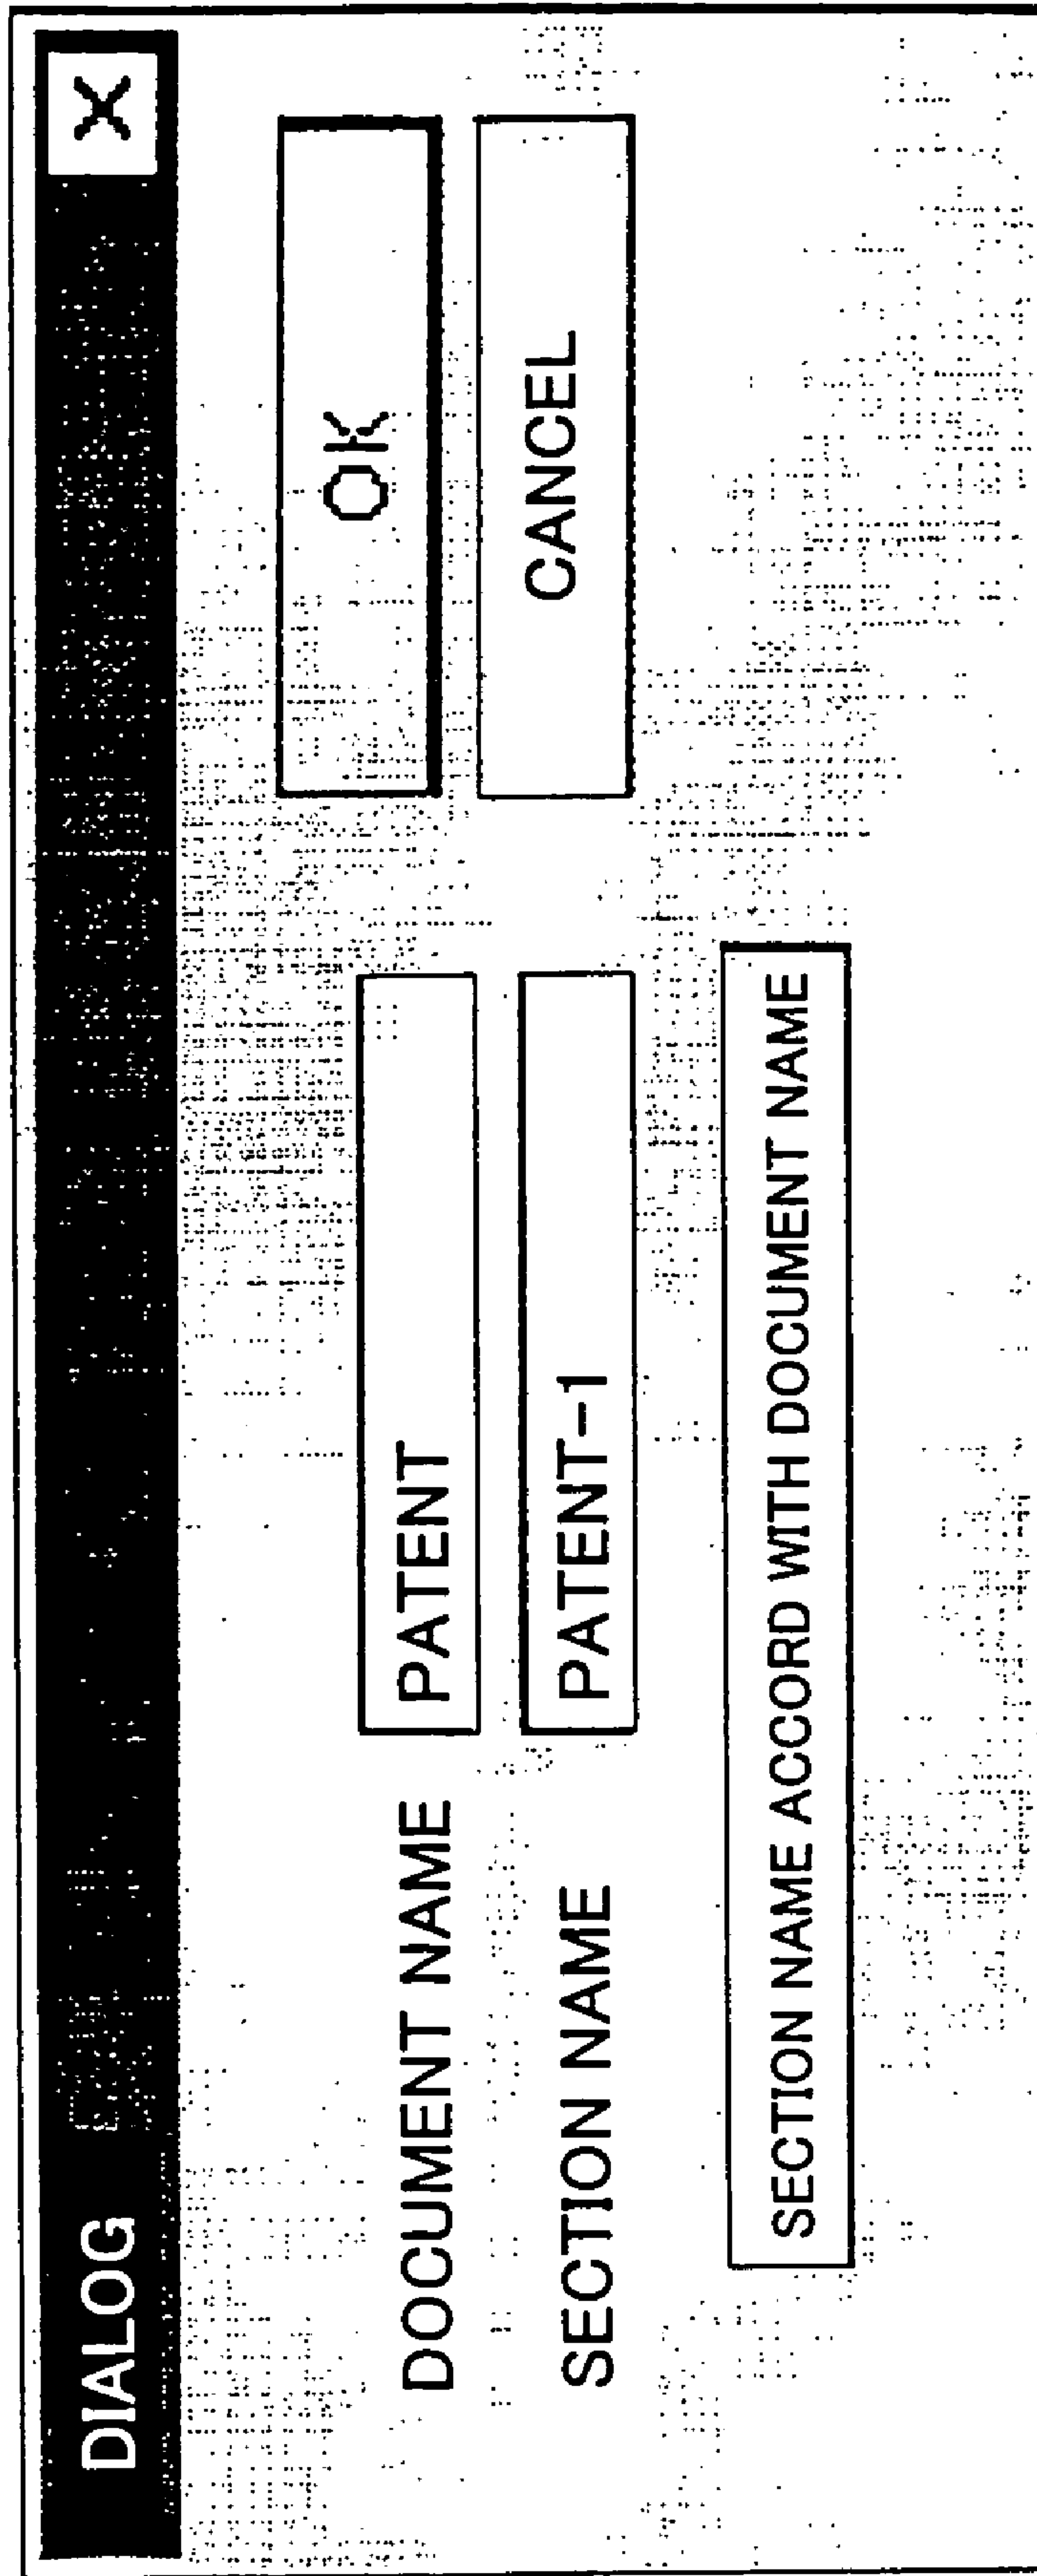 DIALOG X
OK
DOCUMENT NAME PATENT
CANCEL
SECTION NAME PATENT-1
SECTION NAME ACCORD WITH DOCUMENT NAME